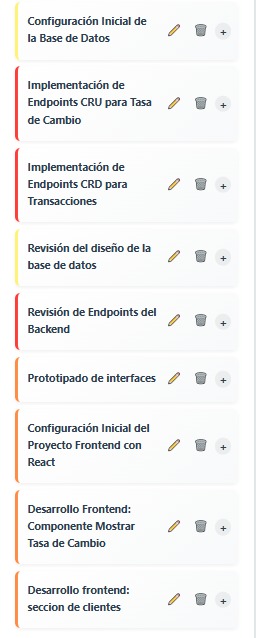 Configuración Inicial de
la Base de Datos
+
Implementación de
Endpoints CRU para Tasa
de Cambio
+
Implementación de
Endpoints CRD para
Transacciones
+
Revisión del diseño de la
base de datos
+
Revisión de Endpoints del
Backend
+
Prototipado de interfaces
+
Configuración Inicial del
Proyecto Frontend con
React
+
Desarrollo Frontend:
Componente Mostrar
Tasa de Cambio
+
Desarrollo frontend:
seccion de clientes
+